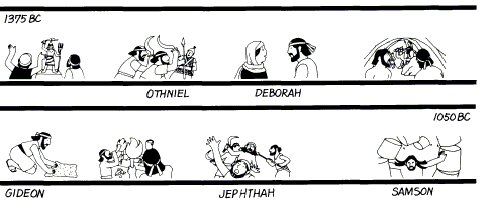 1375 BC
OTHNIEL DEBORAH
1050 BC
GIDEON JEPHTHAH SAMSON